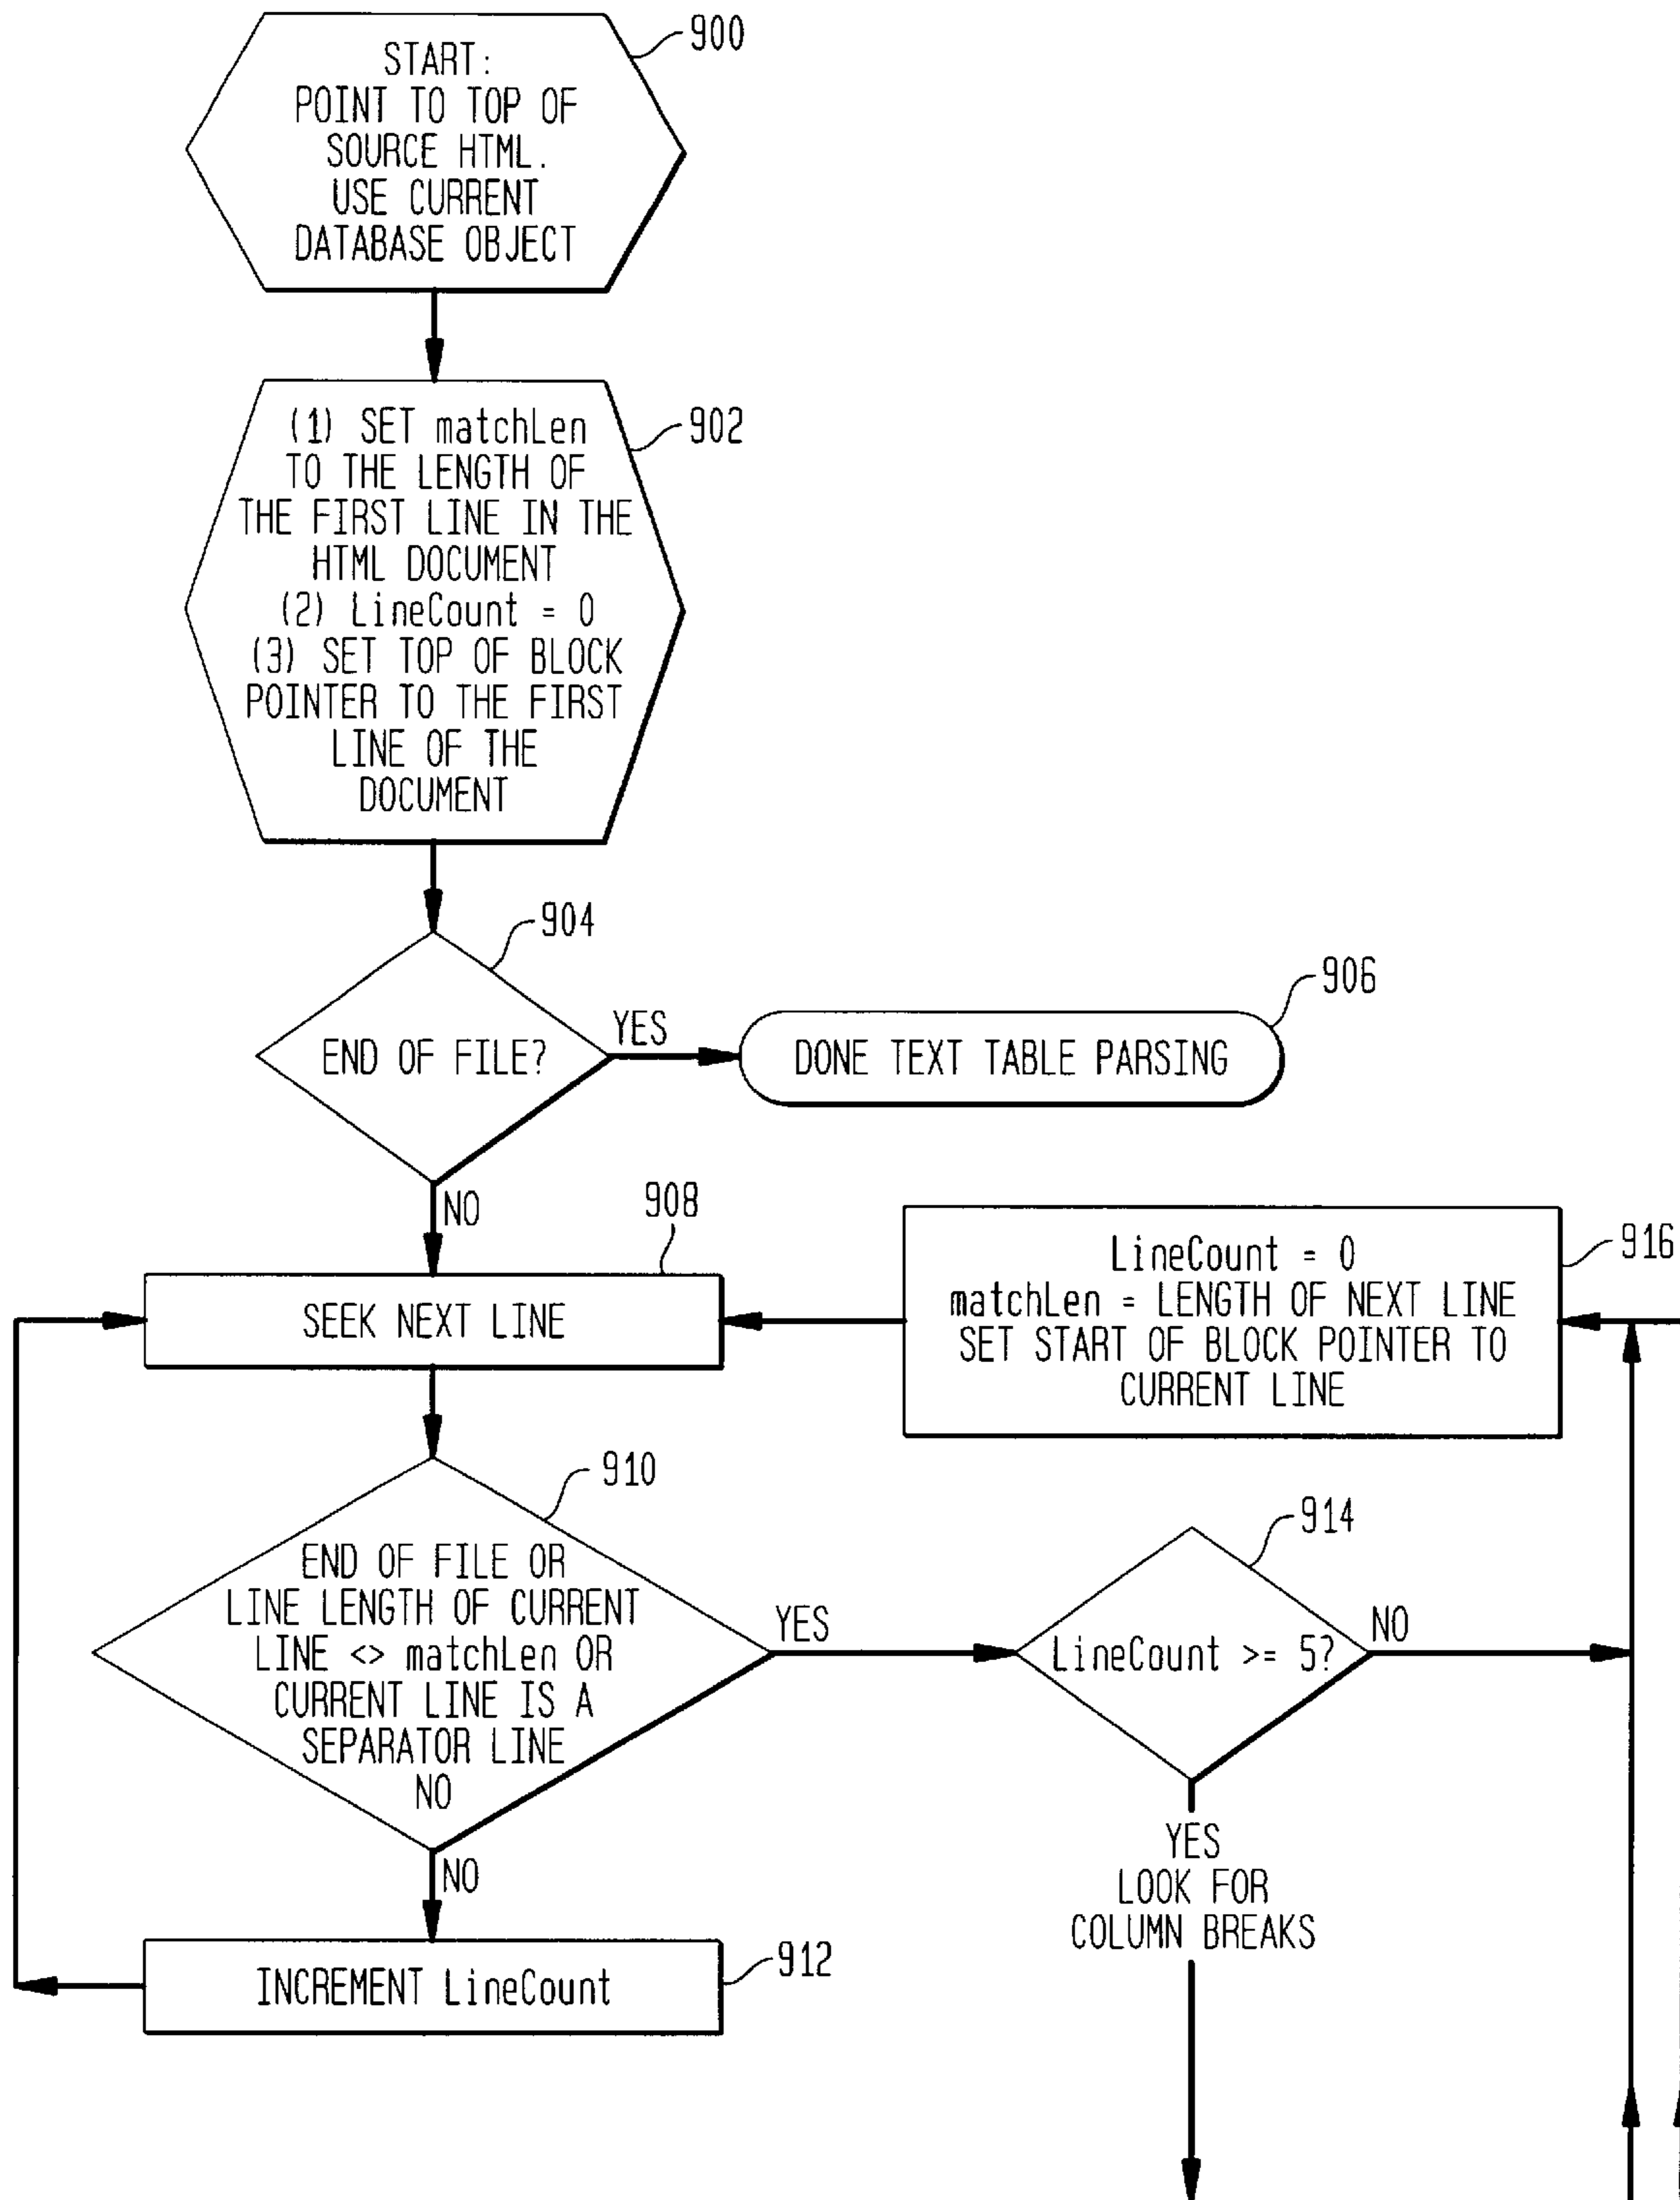 900
START:
POINT TO TOP OF
SOURCE HTML.
USE CURRENT
DATABASE OBJECT
902
(1) SET matchLen
TO THE LENGTH OF
THE FIRST LINE IN THE
HTML DOCUMENT
(2) LineCount = 0
(3) SET TOP OF BLOCK
POINTER TO THE FIRST
LINE OF THE
DOCUMENT
904
END OF FILE?
YES
906
DONE TEXT TABLE PARSING
NO
908
SEEK NEXT LINE
916
LineCount = 0
matchLen = LENGTH OF NEXT LINE
SET START OF BLOCK POINTER TO
CURRENT LINE
910
END OF FILE OR
LINE LENGTH OF CURRENT
LINE <> matchLen OR
CURRENT LINE IS A
SEPARATOR LINE
NO
YES
914
LineCount >= 5?
NO
YES
LOOK FOR
COLUMN BREAKS
NO
912
INCREMENT LineCount